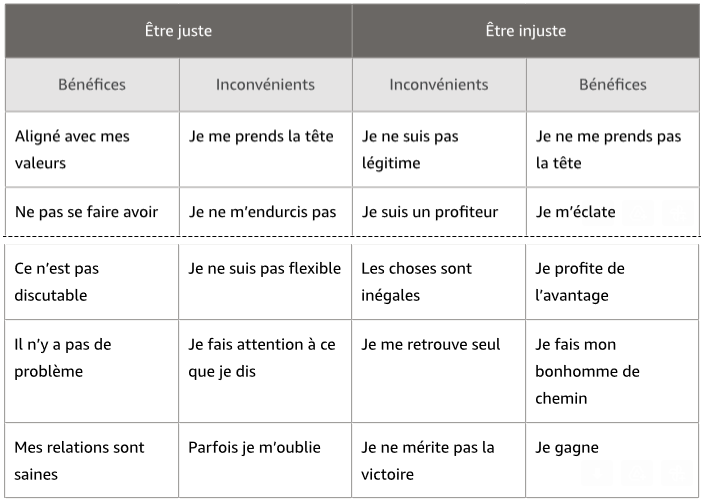 Être juste
Être injuste
Bénéfices
Inconvénients
Inconvénients
Bénéfices
Aligné avec mes
valeurs
Je me prends la tête
Je ne suis pas
légitime
Je ne me prends pas
la tête
Ne pas se faire avoir
Je ne m’endurcis pas
Je suis un profiteur
Je m’éclate
Ce n’est pas
discutable
Je ne suis pas flexible
Les choses sont
inégales
Je profite de
l’avantage
Il n’y a pas de
problème
Je fais attention à ce
que je dis
Je me retrouve seul
Je fais mon
bonhomme de
chemin
Mes relations sont
saines
Parfois je m’oublie
Je ne mérite pas la
victoire
Je gagne